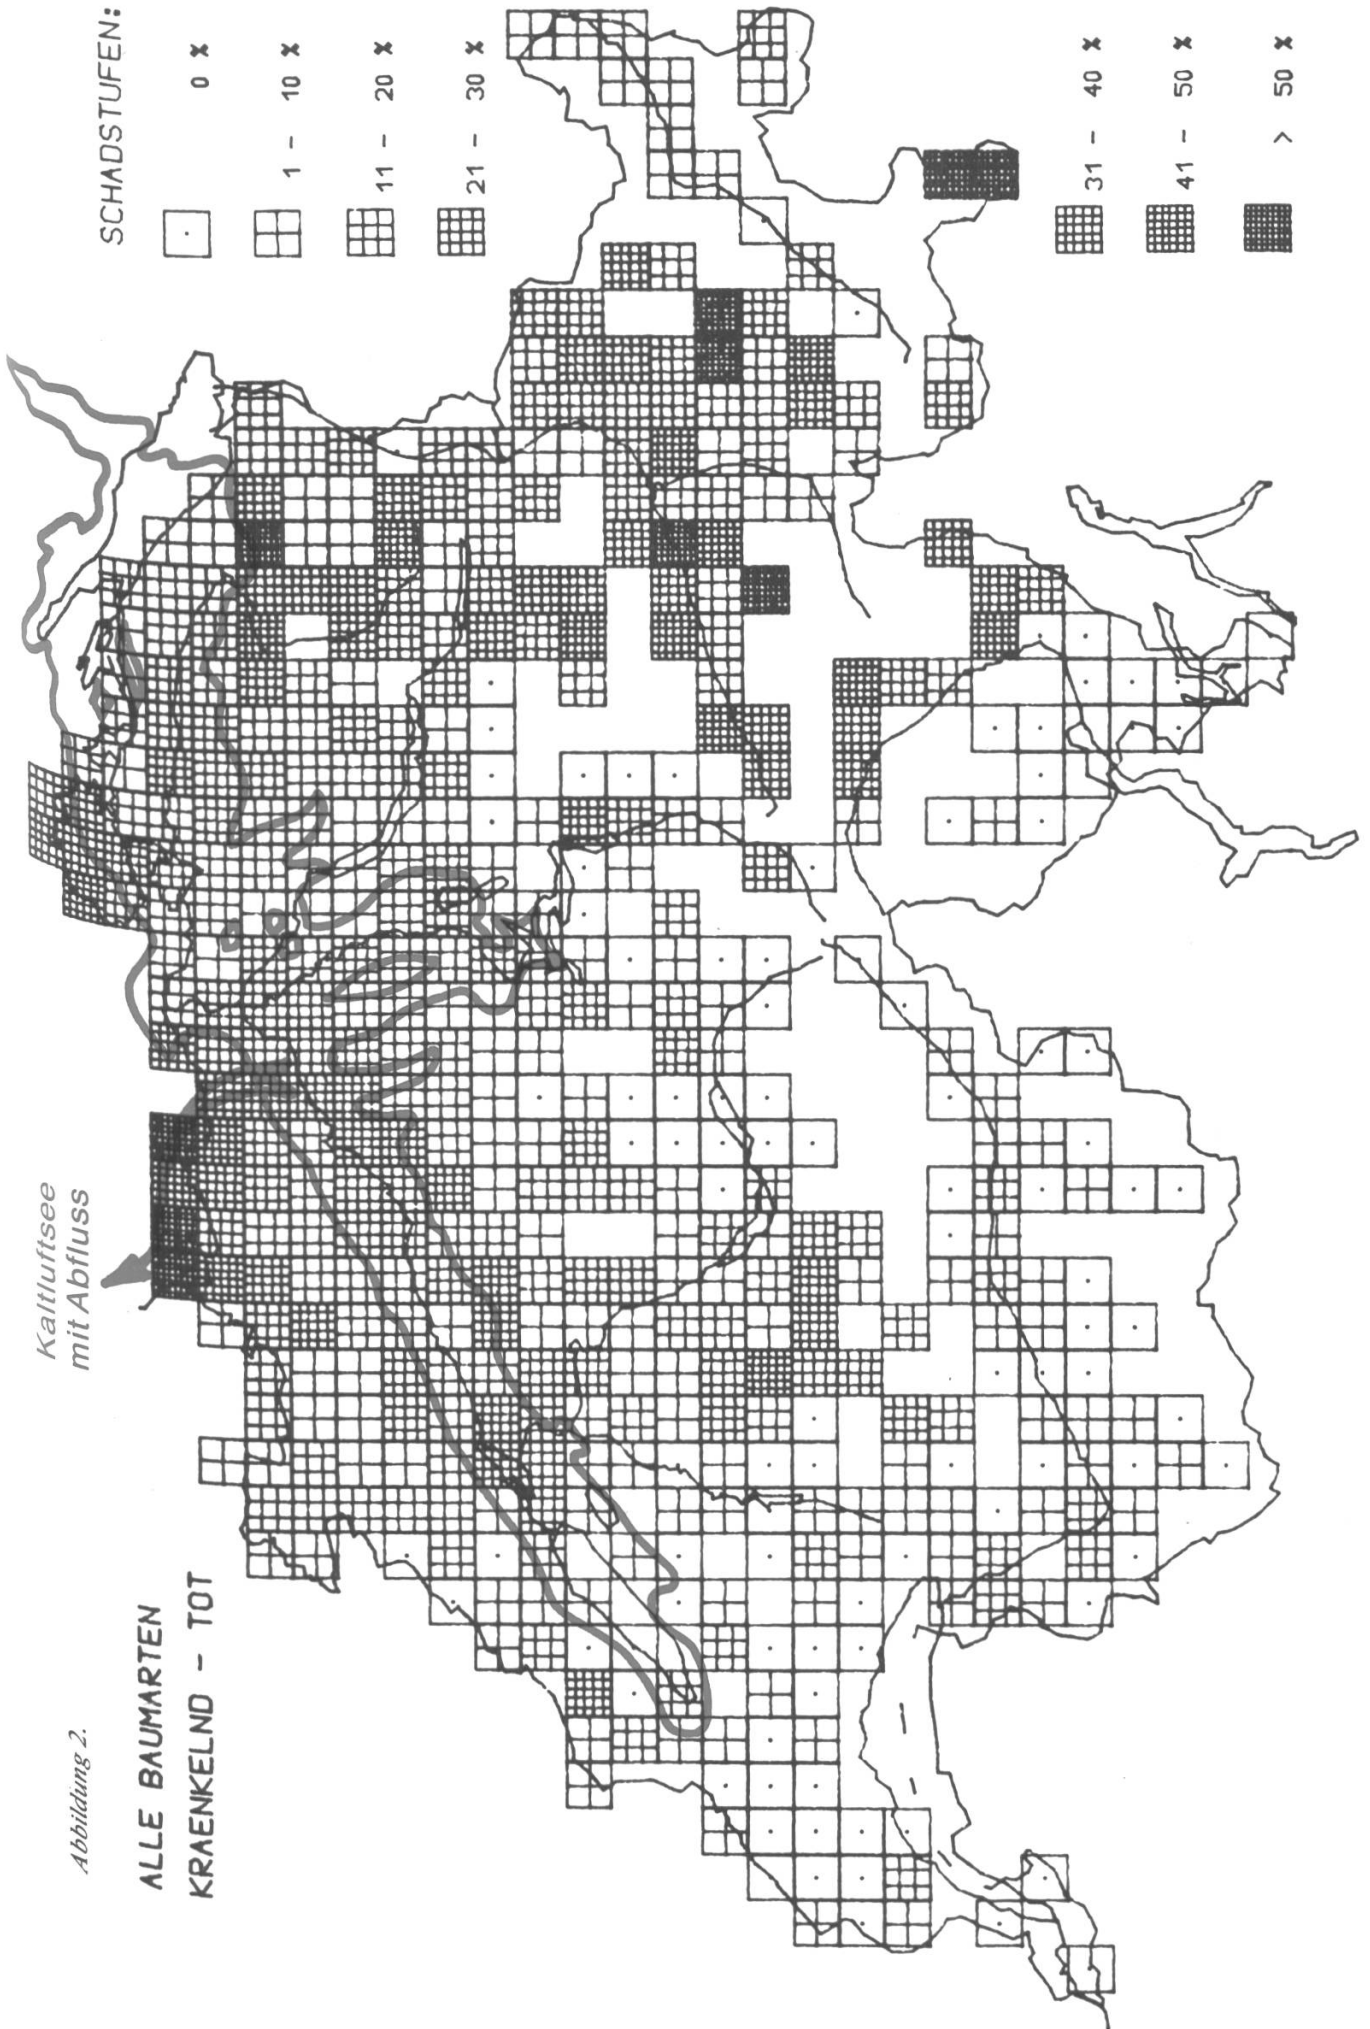 Abbildung 2.
ALLE BAUMARTEN
KRAENKELND - TOT
Kaltluftsee
mit Abfluss
SCHADSTUFEN:
0 %
1 - 10 %
11 - 20 %
21 - 30 %
31 - 40 %
41 - 50 %
> 50 %